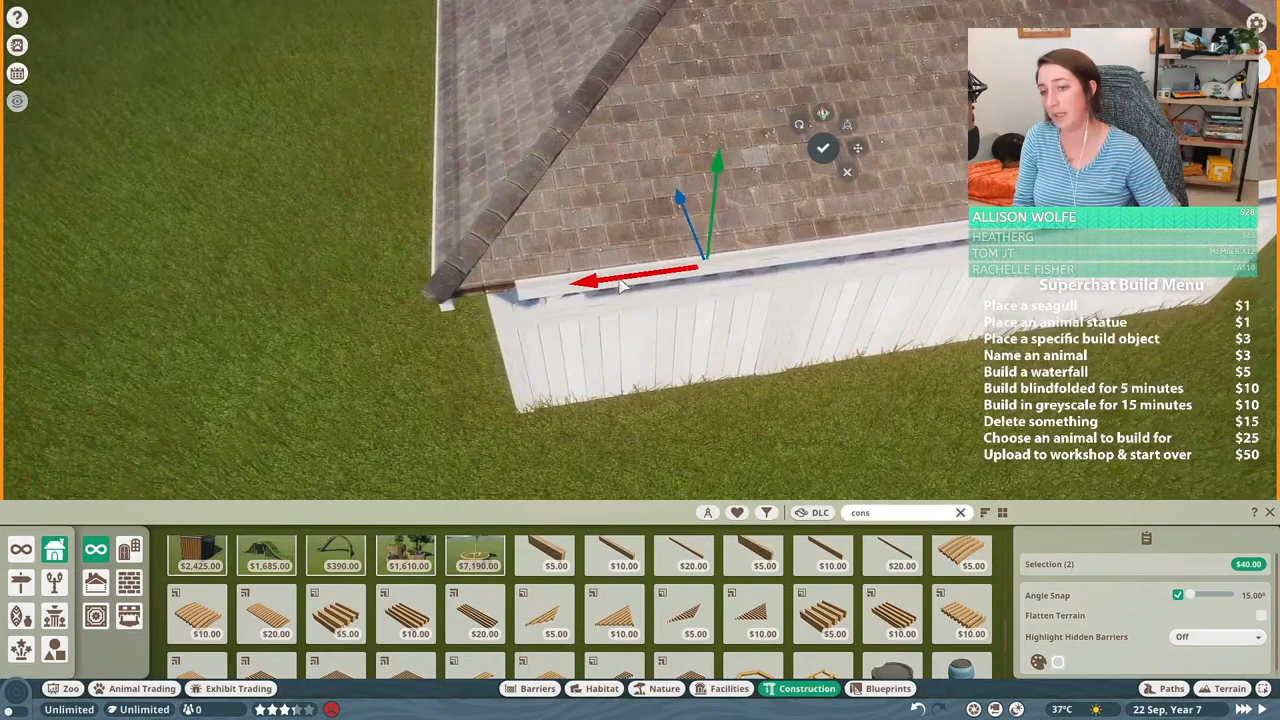 ALLISON WOLFE $28
HEATHERG
TOM JT MEMBER X12
RACHELLE FISHER CA$10
Superchat Build Menu
Place a seagull $1
Place an animal statue $1
Place a specific build object $3
Name an animal $3
Build a waterfall $5
Build blindfolded for 5 minutes $10
Build in greyscale for 15 minutes $10
Delete something $15
Choose an animal to build for $25
Upload to workshop & start over $50
DLC cons
$2,425.00 $1,685.00 $390.00 $1,610.00 $7,190.00 $5.00 $10.00 $20.00 $5.00 $10.00 $20.00 $5.00
$10.00 $20.00 $5.00 $10.00 $20.00 $5.00 $10.00 $5.00 $10.00 $5.00 $10.00 $10.00
Selection (2) $40.00
Angle Snap 15.00°
Flatten Terrain
Highlight Hidden Barriers Off
Zoo Animal Trading Exhibit Trading Barriers Habitat Nature Facilities Construction Blueprints Paths Terrain
Unlimited Unlimited 0 37°C 22 Sep, Year 7